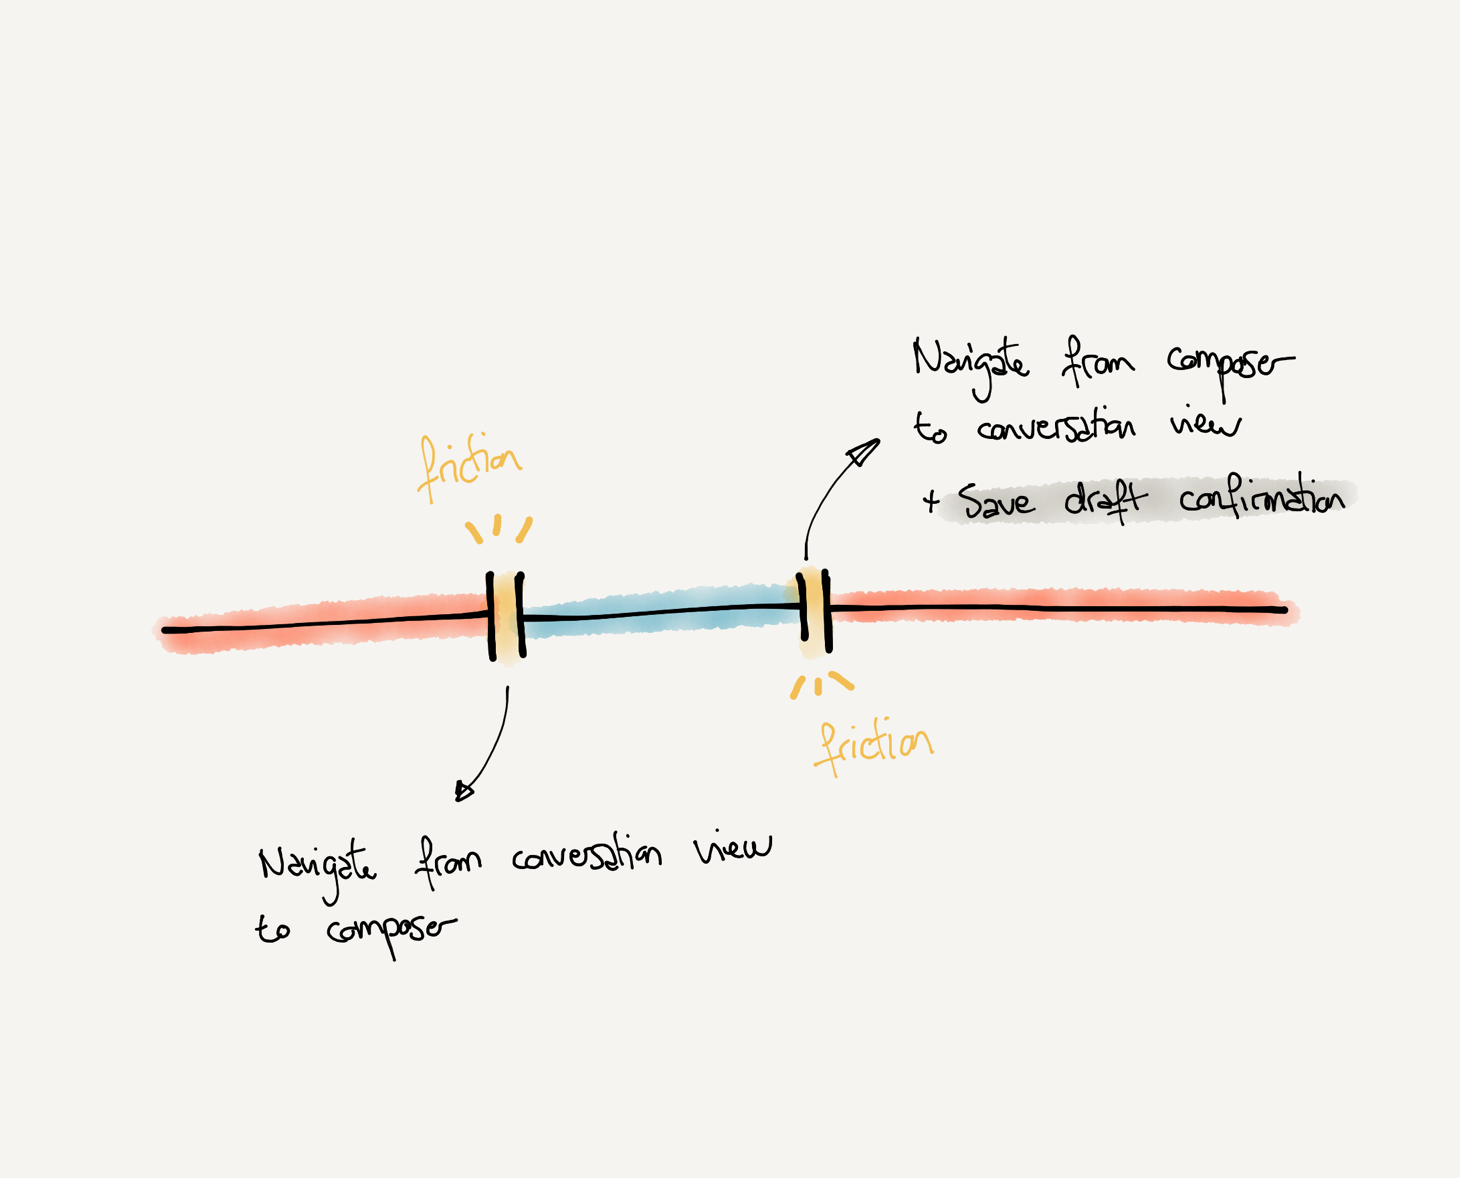 Navigate from composer
to conversation view
+ Save draft confirmation
friction
friction
Navigate from conversation view
to composer